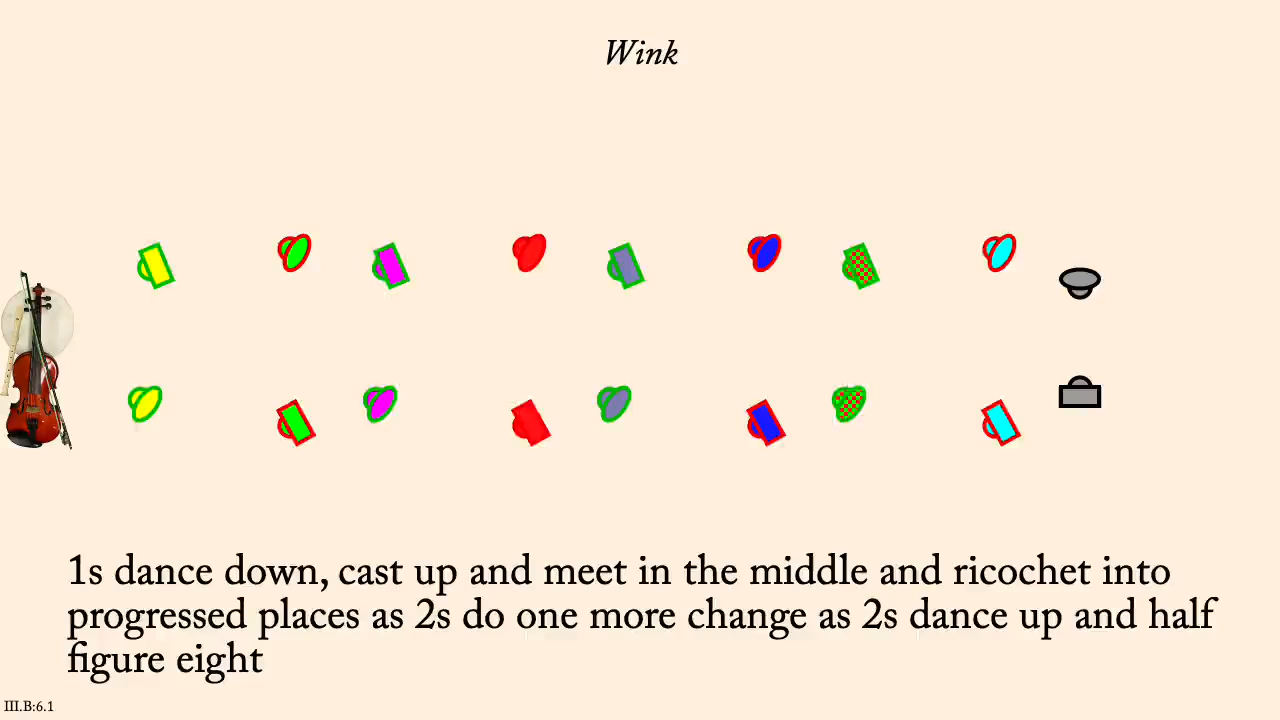 Wink
1s dance down, cast up and meet in the middle and ricochet into
progressed places as 2s do one more change as 2s dance up and half
figure eight
III.B:6.1